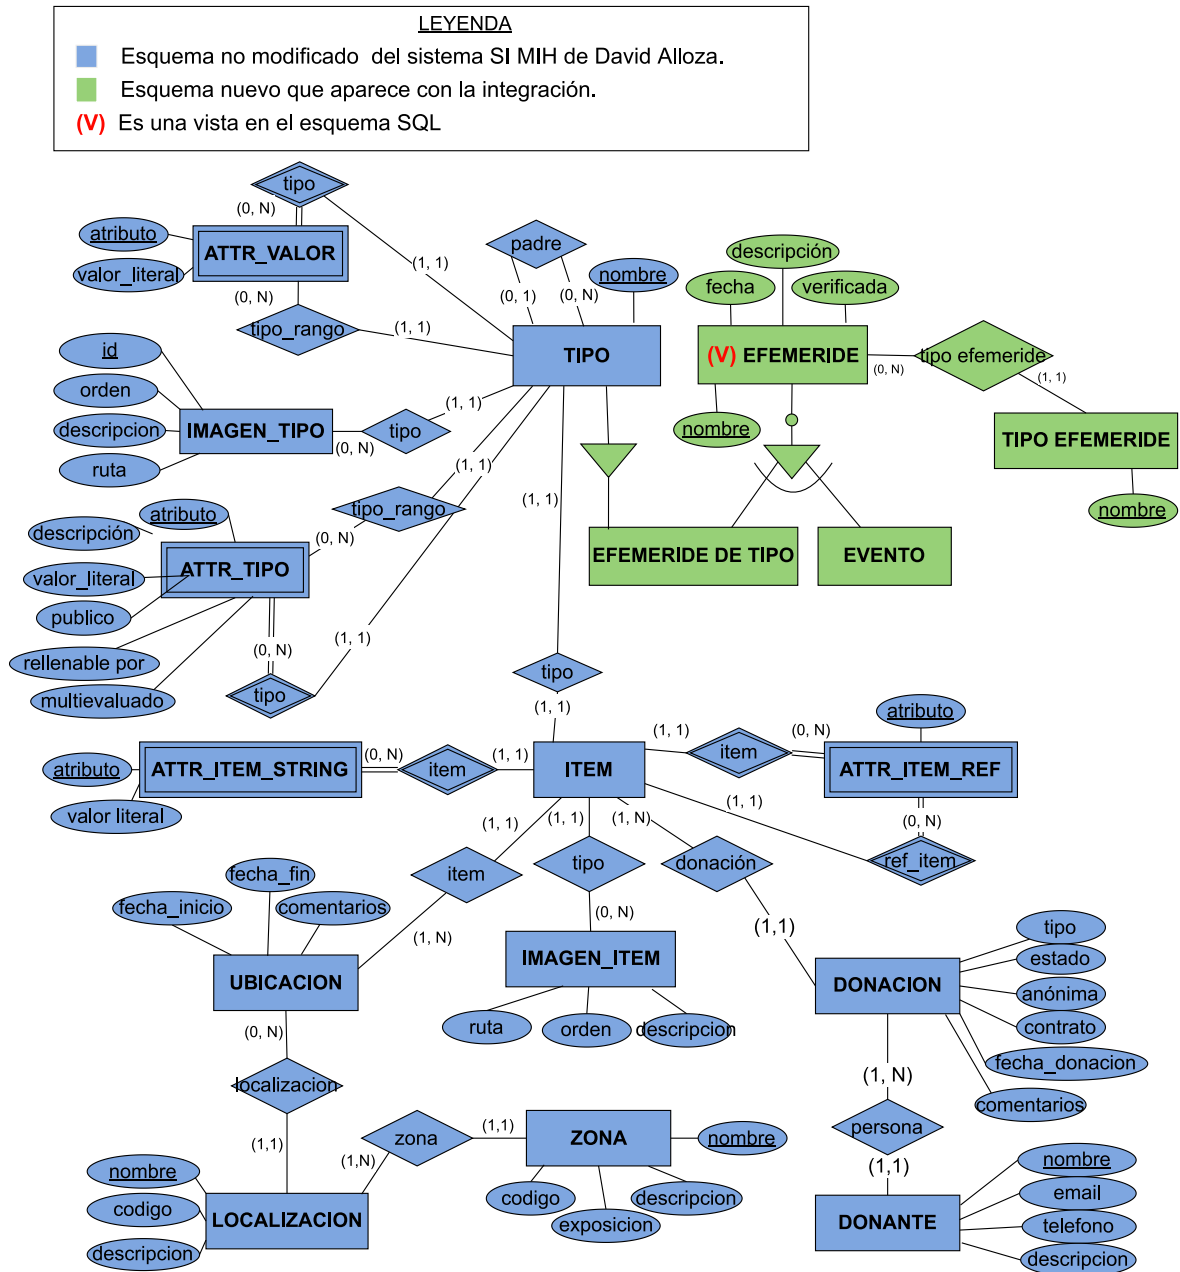 LEYENDA
Esquema no modificado del sistema SI MIH de David Alloza.
Esquema nuevo que aparece con la integración.
(V) Es una vista en el esquema SQL
tipo
(0, N)
atributo
ATTR_VALOR
valor_literal
(1, 1)
(0, N)
tipo_rango
(1, 1)
padre
(0, 1)
(0, N)
nombre
TIPO
descripción
fecha
verificada
(V) EFEMERIDE
(0, N)
tipo efemeride
(1, 1)
nombre
TIPO EFEMERIDE
nombre
EFEMERIDE DE TIPO
EVENTO
id
orden
descripcion
ruta
IMAGEN_TIPO
(0, N)
tipo
(1, 1)
(1, 1)
tipo_rango
(0, N)
atributo
descripción
ATTR_TIPO
valor_literal
publico
rellenable por
multievaluado
(0, N)
tipo
(1, 1)
(1, 1)
tipo
(1, 1)
atributo
ATTR_ITEM_STRING
valor literal
(0, N)
item
(1, 1)
ITEM
(1, 1)
item
(0, N)
atributo
ATTR_ITEM_REF
(0, N)
ref_item
(1, 1)
(1, 1)
(1, 1)
(1, N)
item
tipo
donación
(1, N)
(0, N)
(1,1)
fecha_fin
fecha_inicio
comentarios
UBICACION
IMAGEN_ITEM
ruta
orden
descripcion
DONACION
tipo
estado
anónima
contrato
fecha_donacion
comentarios
(0, N)
localizacion
(1,1)
(1, N)
persona
(1,1)
zona
(1,N)
(1,1)
ZONA
nombre
codigo
exposicion
descripcion
nombre
codigo
descripcion
LOCALIZACION
DONANTE
nombre
email
telefono
descripcion